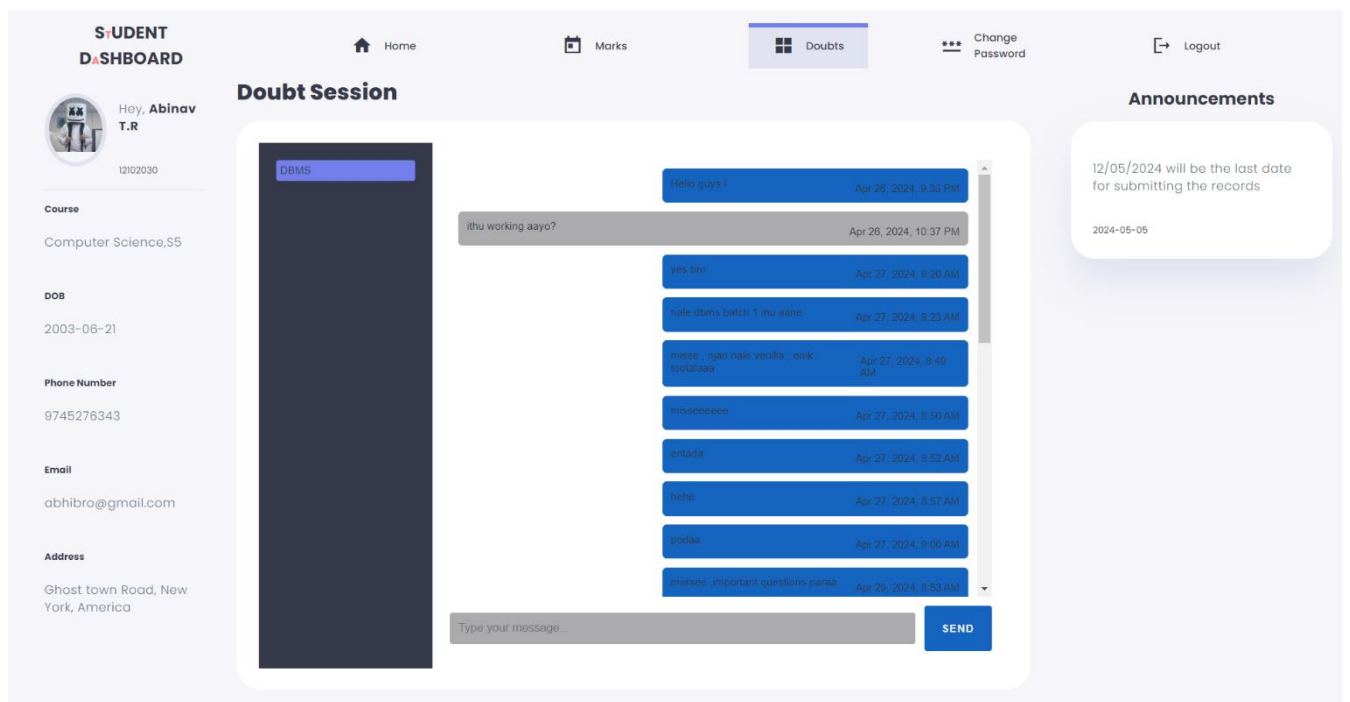 STUDENT
DASHBOARD
Home
Marks
Doubts
Change
Password
Logout
Hey, Abinav
T.R
12102030
Course
Computer Science,S5
DOB
2003-06-21
Phone Number
9745276343
Email
abhibro@gmail.com
Address
Ghost town Road, New
York, America
Doubt Session
DBMS
Hello guys !
Apr 26, 2024, 9:33 PM
ithu working aayo?
Apr 26, 2024, 10:37 PM
yes bro
Apr 27, 2024, 8:20 AM
nale dbms batch 1 inu aane
Apr 27, 2024, 8:23 AM
misse , njan nale verilla , enik
Apr 27, 2024, 8:49
AM
misseeeeee
Apr 27, 2024, 8:50 AM
entada
Apr 27, 2024, 8:52 AM
hehe
Apr 27, 2024, 8:57 AM
podaa
Apr 27, 2024, 9:00 AM
missee ,important questions paraa
Apr 29, 2024, 8:53 AM
Type your message...
SEND
Announcements
12/05/2024 will be the last date
for submitting the records
2024-05-05